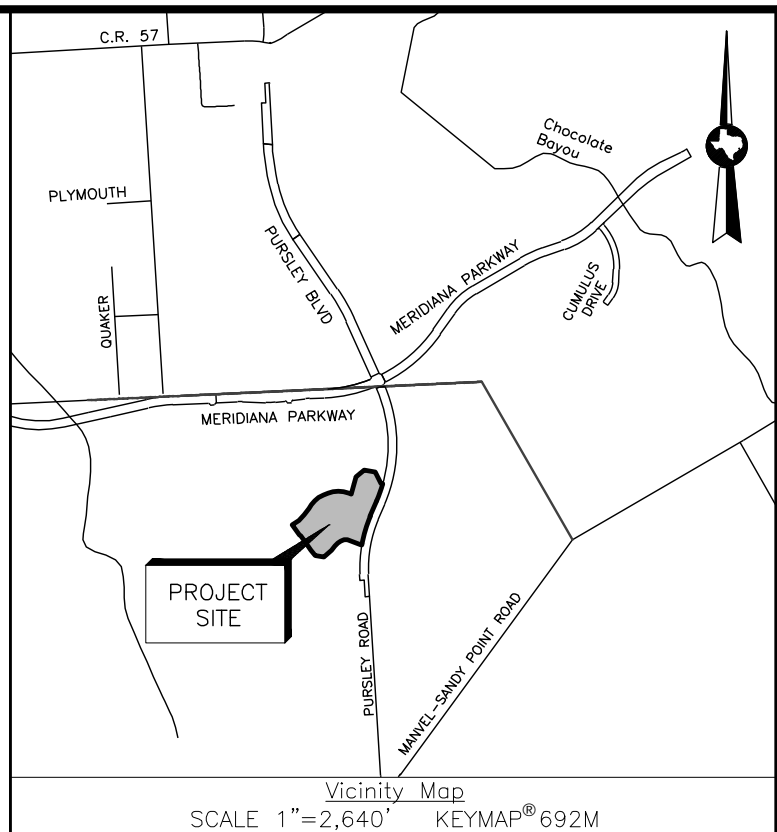 C.R. 57
Chocolate
Bayou
PLYMOUTH
PURSLEY BLVD
MERIDIANA PARKWAY
CUMULUS
DRIVE
QUAKER
MERIDIANA PARKWAY
PROJECT
SITE
PURSLEY ROAD
MANVEL-SANDY POINT ROAD
Vicinity Map
SCALE 1"=2,640' KEYMAP® 692M